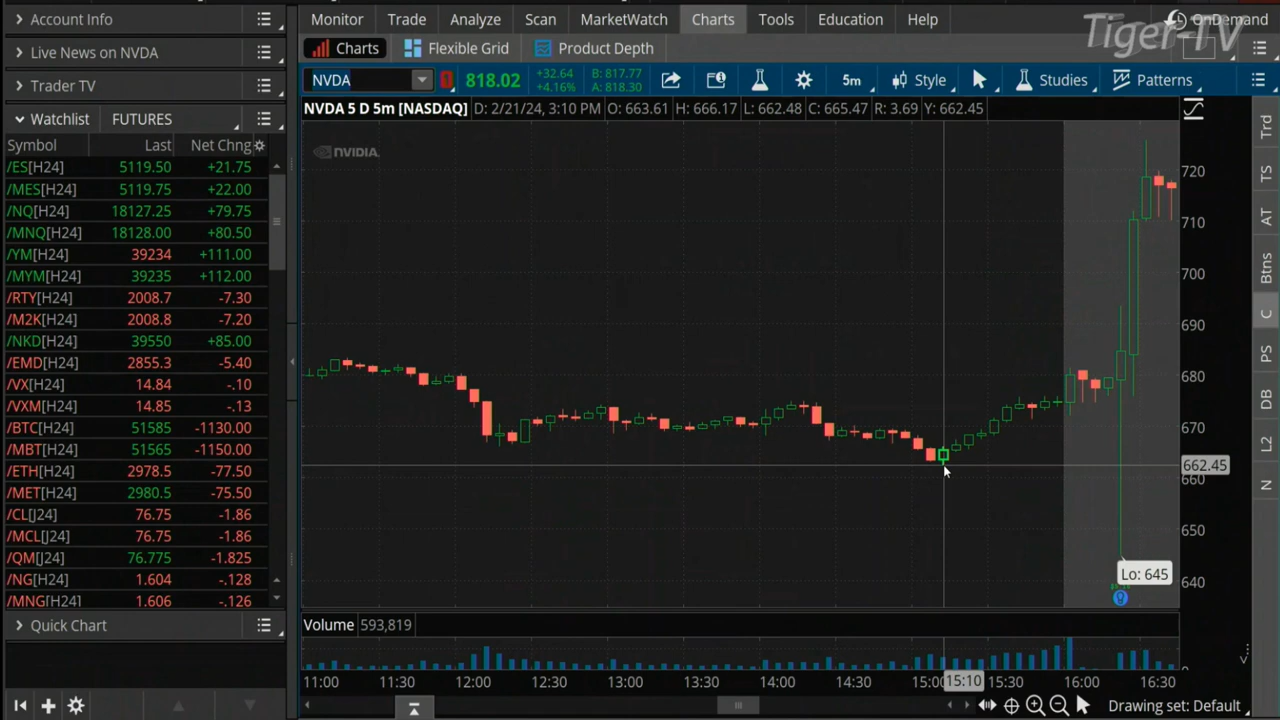 Account Info
Monitor Trade Analyze Scan MarketWatch Charts Tools Education Help OnDemand
Tiger-TV
Live News on NVDA
Charts Flexible Grid Product Depth
Trader TV
NVDA 818.02 +32.64 +4.16% B: 817.77 A: 818.30 5m Style Studies Patterns
Watchlist FUTURES
NVDA 5 D 5m [NASDAQ] D: 2/21/24, 3:10 PM O: 663.61 H: 666.17 L: 662.48 C: 665.47 R: 3.69 Y: 662.45
Symbol Last Net Chng
/ES[H24] 5119.50 +21.75
/MES[H24] 5119.75 +22.00
/NQ[H24] 18127.25 +79.75
/MNQ[H24] 18128.00 +80.50
/YM[H24] 39234 +111.00
/MYM[H24] 39235 +112.00
/RTY[H24] 2008.7 -7.30
/M2K[H24] 2008.8 -7.20
/NKD[H24] 39550 +85.00
/EMD[H24] 2855.3 -5.40
/VX[H24] 14.84 -.10
/VXM[H24] 14.85 -.13
/BTC[H24] 51585 -1130.00
/MBT[H24] 51565 -1150.00
/ETH[H24] 2978.5 -77.50
/MET[H24] 2980.5 -75.50
/CL[J24] 76.75 -1.86
/MCL[J24] 76.75 -1.86
/QM[J24] 76.775 -1.825
/NG[H24] 1.604 -.128
/MNG[H24] 1.606 -.126
Quick Chart
NVIDIA
720
710
700
690
680
670
662.45
660
650
640
Lo: 645
Volume 593,819
0
11:00 11:30 12:00 12:30 13:00 13:30 14:00 14:30 15:00 15:10 15:30 16:00 16:30
Drawing set: Default
Trd
TS
AT
Btns
C
PS
DB
L2
N